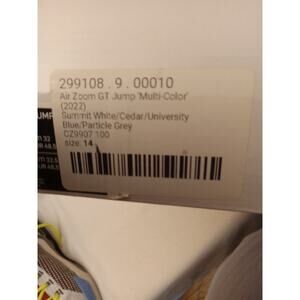 299108 . 9 . 00010
Air Zoom GT Jump 'Multi-Color'
(2022)
Summit White/Cedar/University
Blue/Particle Grey
CZ9907 100
size: 14